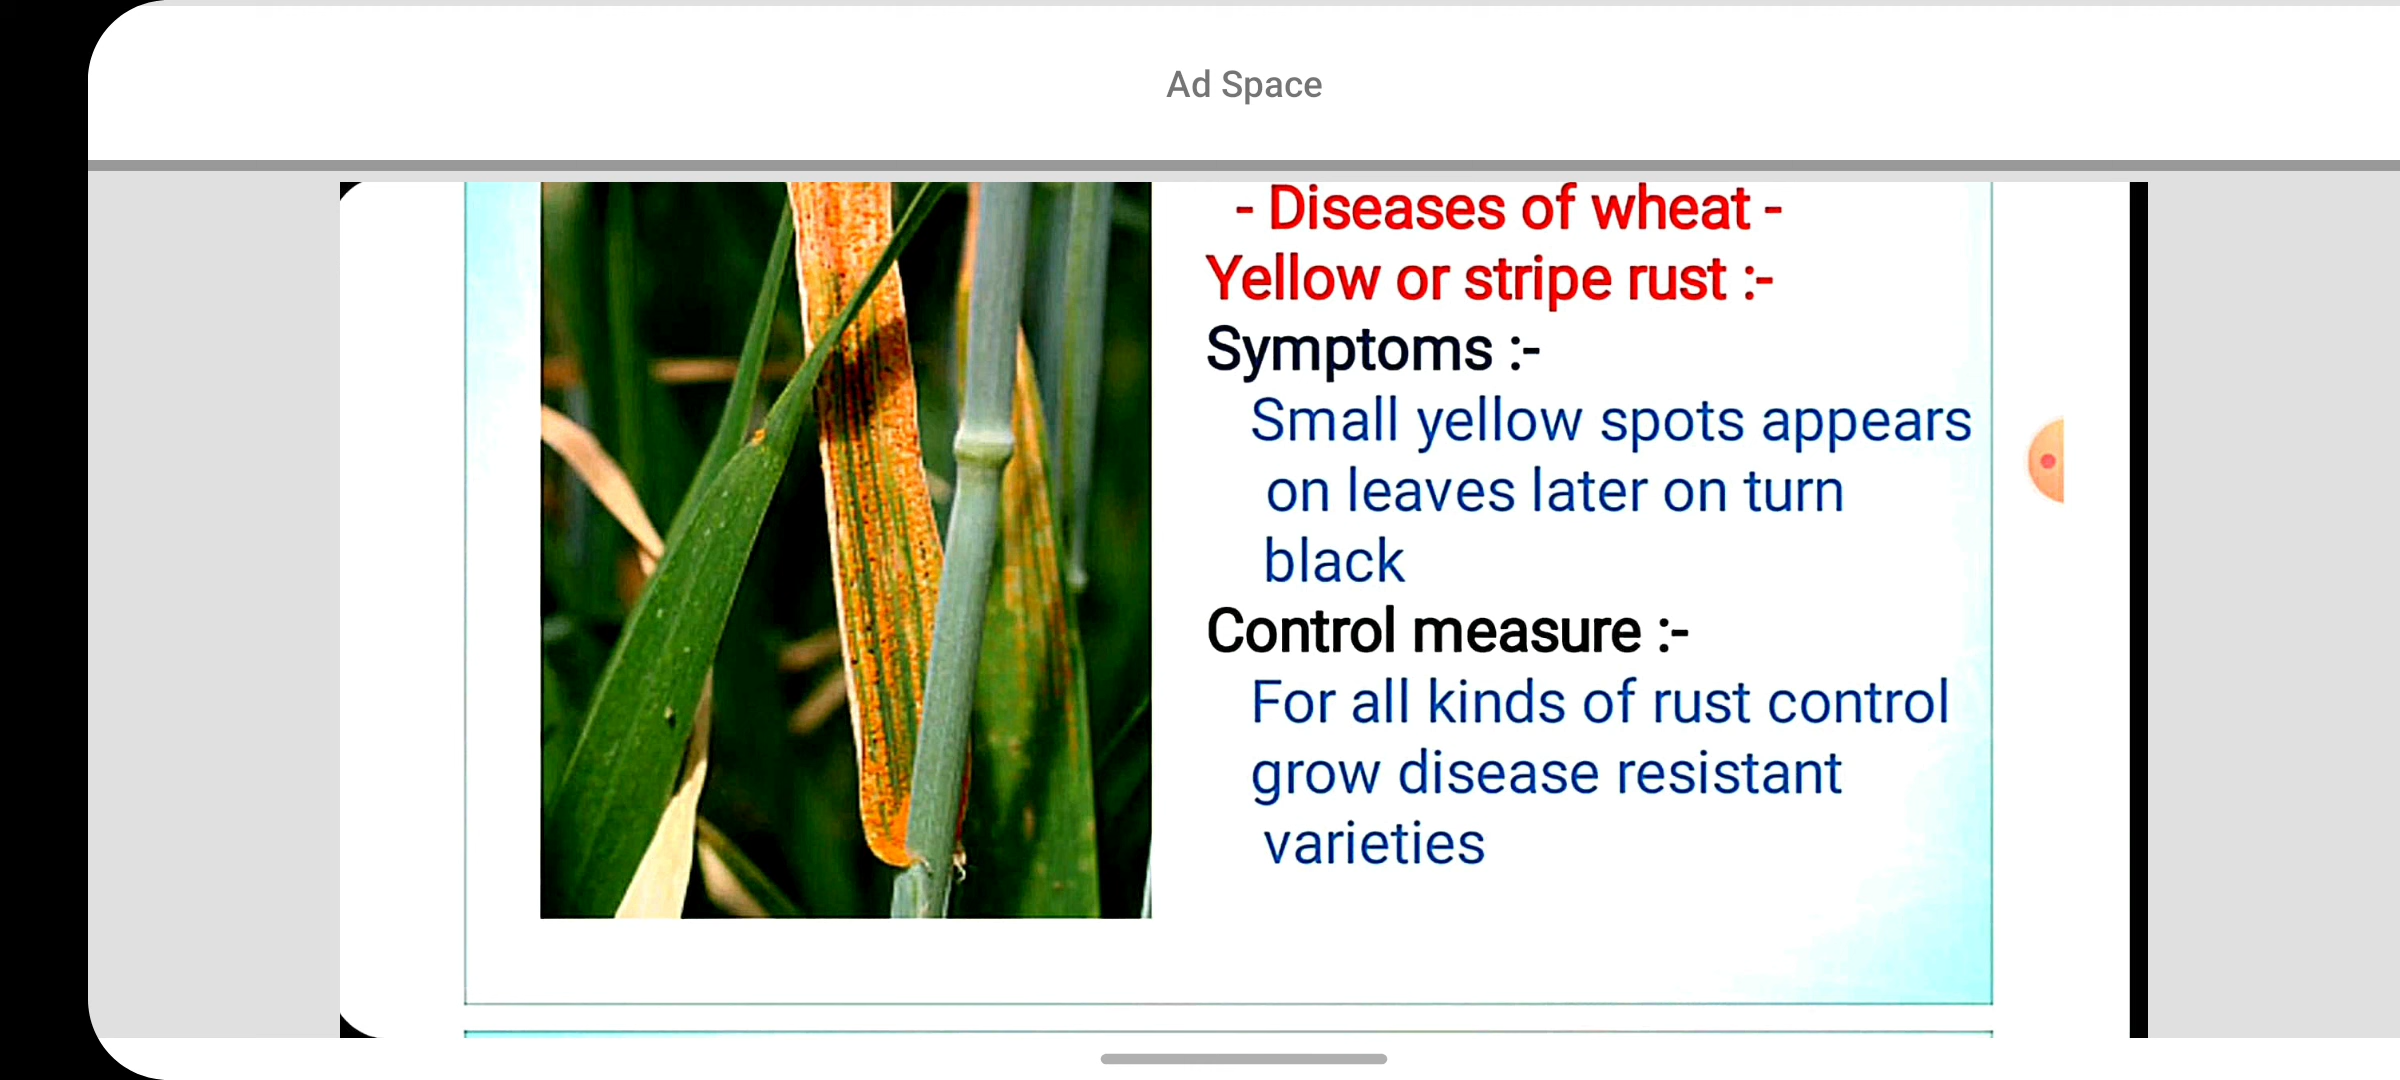 Ad Space
- Diseases of wheat -
Yellow or stripe rust :-
Symptoms :-
Small yellow spots appears
on leaves later on turn
black
Control measure :-
For all kinds of rust control
grow disease resistant
varieties